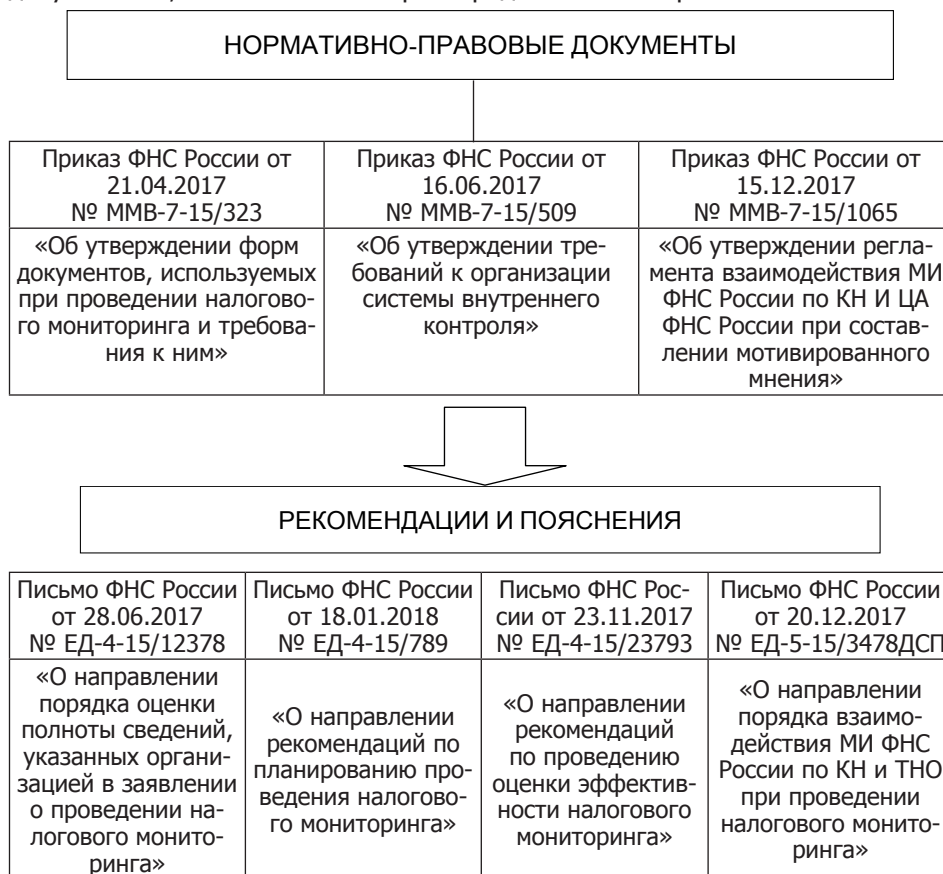 НОРМАТИВНО-ПРАВОВЫЕ ДОКУМЕНТЫ
Приказ ФНС России от
21.04.2017
№ ММВ-7-15/323
Приказ ФНС России от
16.06.2017
№ ММВ-7-15/509
Приказ ФНС России от
15.12.2017
№ ММВ-7-15/1065
«Об утверждении форм
документов, используемых
при проведении налогово-
го мониторинга и требова-
ния к ним»
«Об утверждении тре-
бований к организации
системы внутреннего
контроля»
«Об утверждении регла-
мента взаимодействия МИ
ФНС России по КН И ЦА
ФНС России при состав-
лении мотивированного
мнения»
РЕКОМЕНДАЦИИ И ПОЯСНЕНИЯ
Письмо ФНС России
от 28.06.2017
№ ЕД-4-15/12378
Письмо ФНС России
от 18.01.2018
№ ЕД-4-15/789
Письмо ФНС Рос-
сии от 23.11.2017
№ ЕД-4-15/23793
Письмо ФНС России
от 20.12.2017
№ ЕД-5-15/3478ДСП
«О направлении
порядка оценки
полноты сведений,
указанных органи-
зацией в заявлении
о проведении на-
логового монито-
ринга»
«О направлении
рекомендаций по
планированию про-
ведения налогово-
го мониторинга»
«О направлении
рекомендаций
по проведению
оценки эффектив-
ности налогового
мониторинга»
«О направлении
порядка взаимо-
действия МИ ФНС
России по КН и ТНО
при проведении
налогового монито-
ринга»